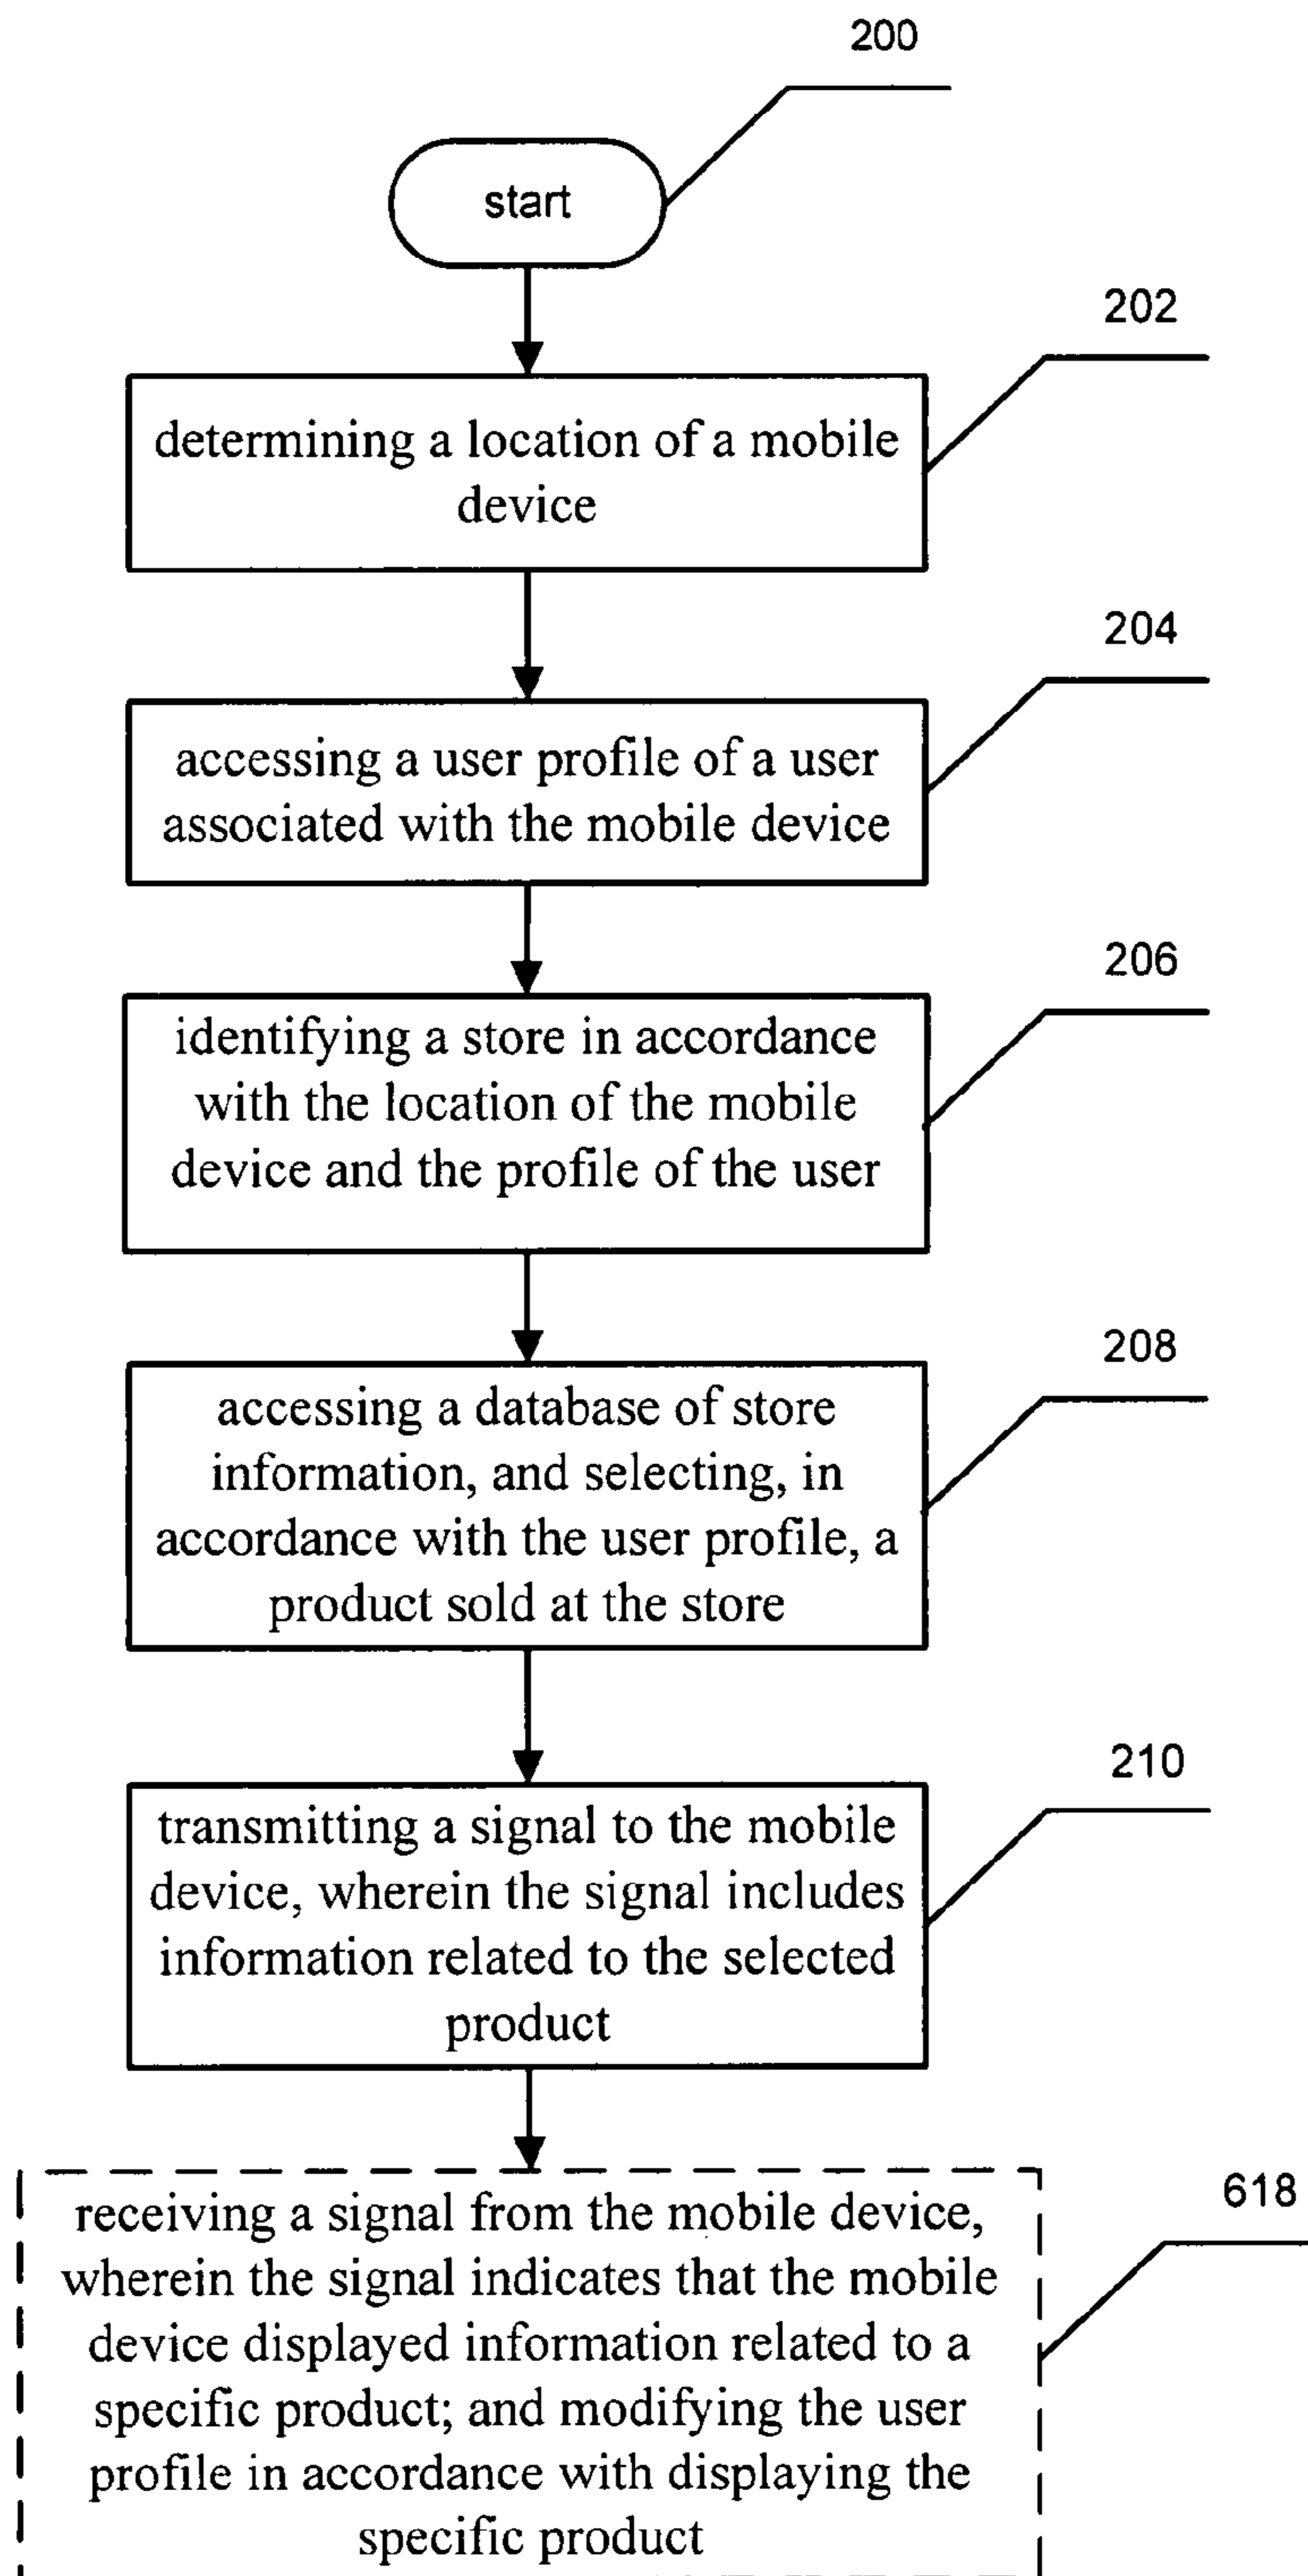 200
start
202
determining a location of a mobile
device
204
accessing a user profile of a user
associated with the mobile device
206
identifying a store in accordance
with the location of the mobile
device and the profile of the user
208
accessing a database of store
information, and selecting, in
accordance with the user profile, a
product sold at the store
210
transmitting a signal to the mobile
device, wherein the signal includes
information related to the selected
product
618
receiving a signal from the mobile device,
wherein the signal indicates that the mobile
device displayed information related to a
specific product; and modifying the user
profile in accordance with displaying the
specific product